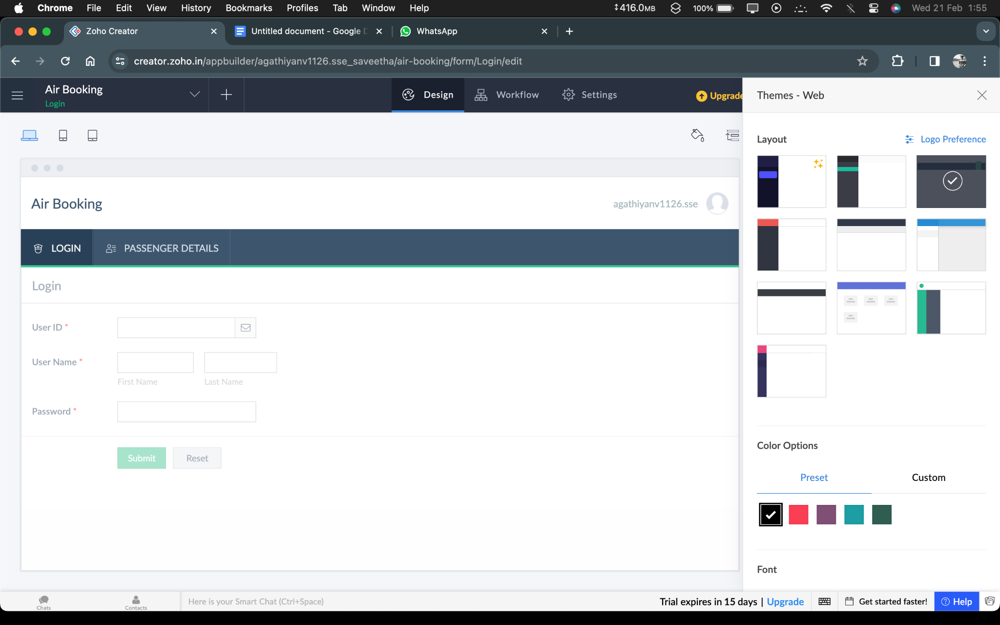 Chrome File Edit View History Bookmarks Profiles Tab Window Help 416.0MB 100% Wed 21 Feb 1:55
Zoho Creator Untitled document - Google WhatsApp
creator.zoho.in/appbuilder/agathiyanv1126.sse_saveetha/air-booking/form/Login/edit
Air Booking
Login
Design Workflow Settings Upgrade
Themes - Web
Layout Logo Preference
Air Booking
agathiyanv1126.sse
LOGIN PASSENGER DETAILS
Login
User ID *
User Name *
First Name Last Name
Password *
Submit Reset
Color Options
Preset Custom
Font
Chats
Contacts
Here is your Smart Chat (Ctrl+Space)
Trial expires in 15 days | Upgrade
Get started faster!
Help